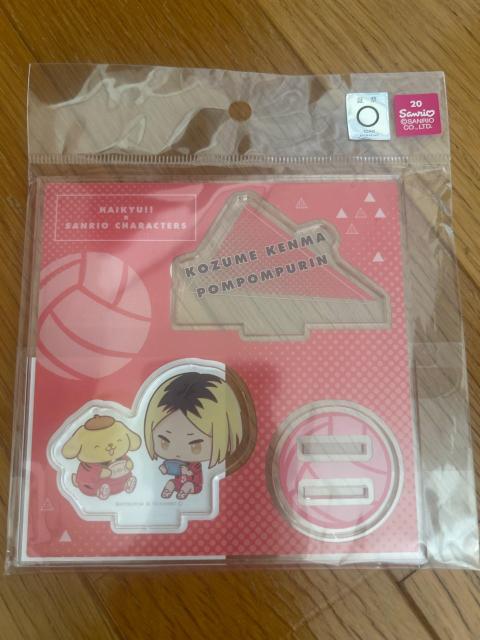 20
Sanrio
©SANRIO
CO., LTD.
HAIKYU!!
×
SANRIO CHARACTERS
KOZUME KENMA
POMPOMPURIN